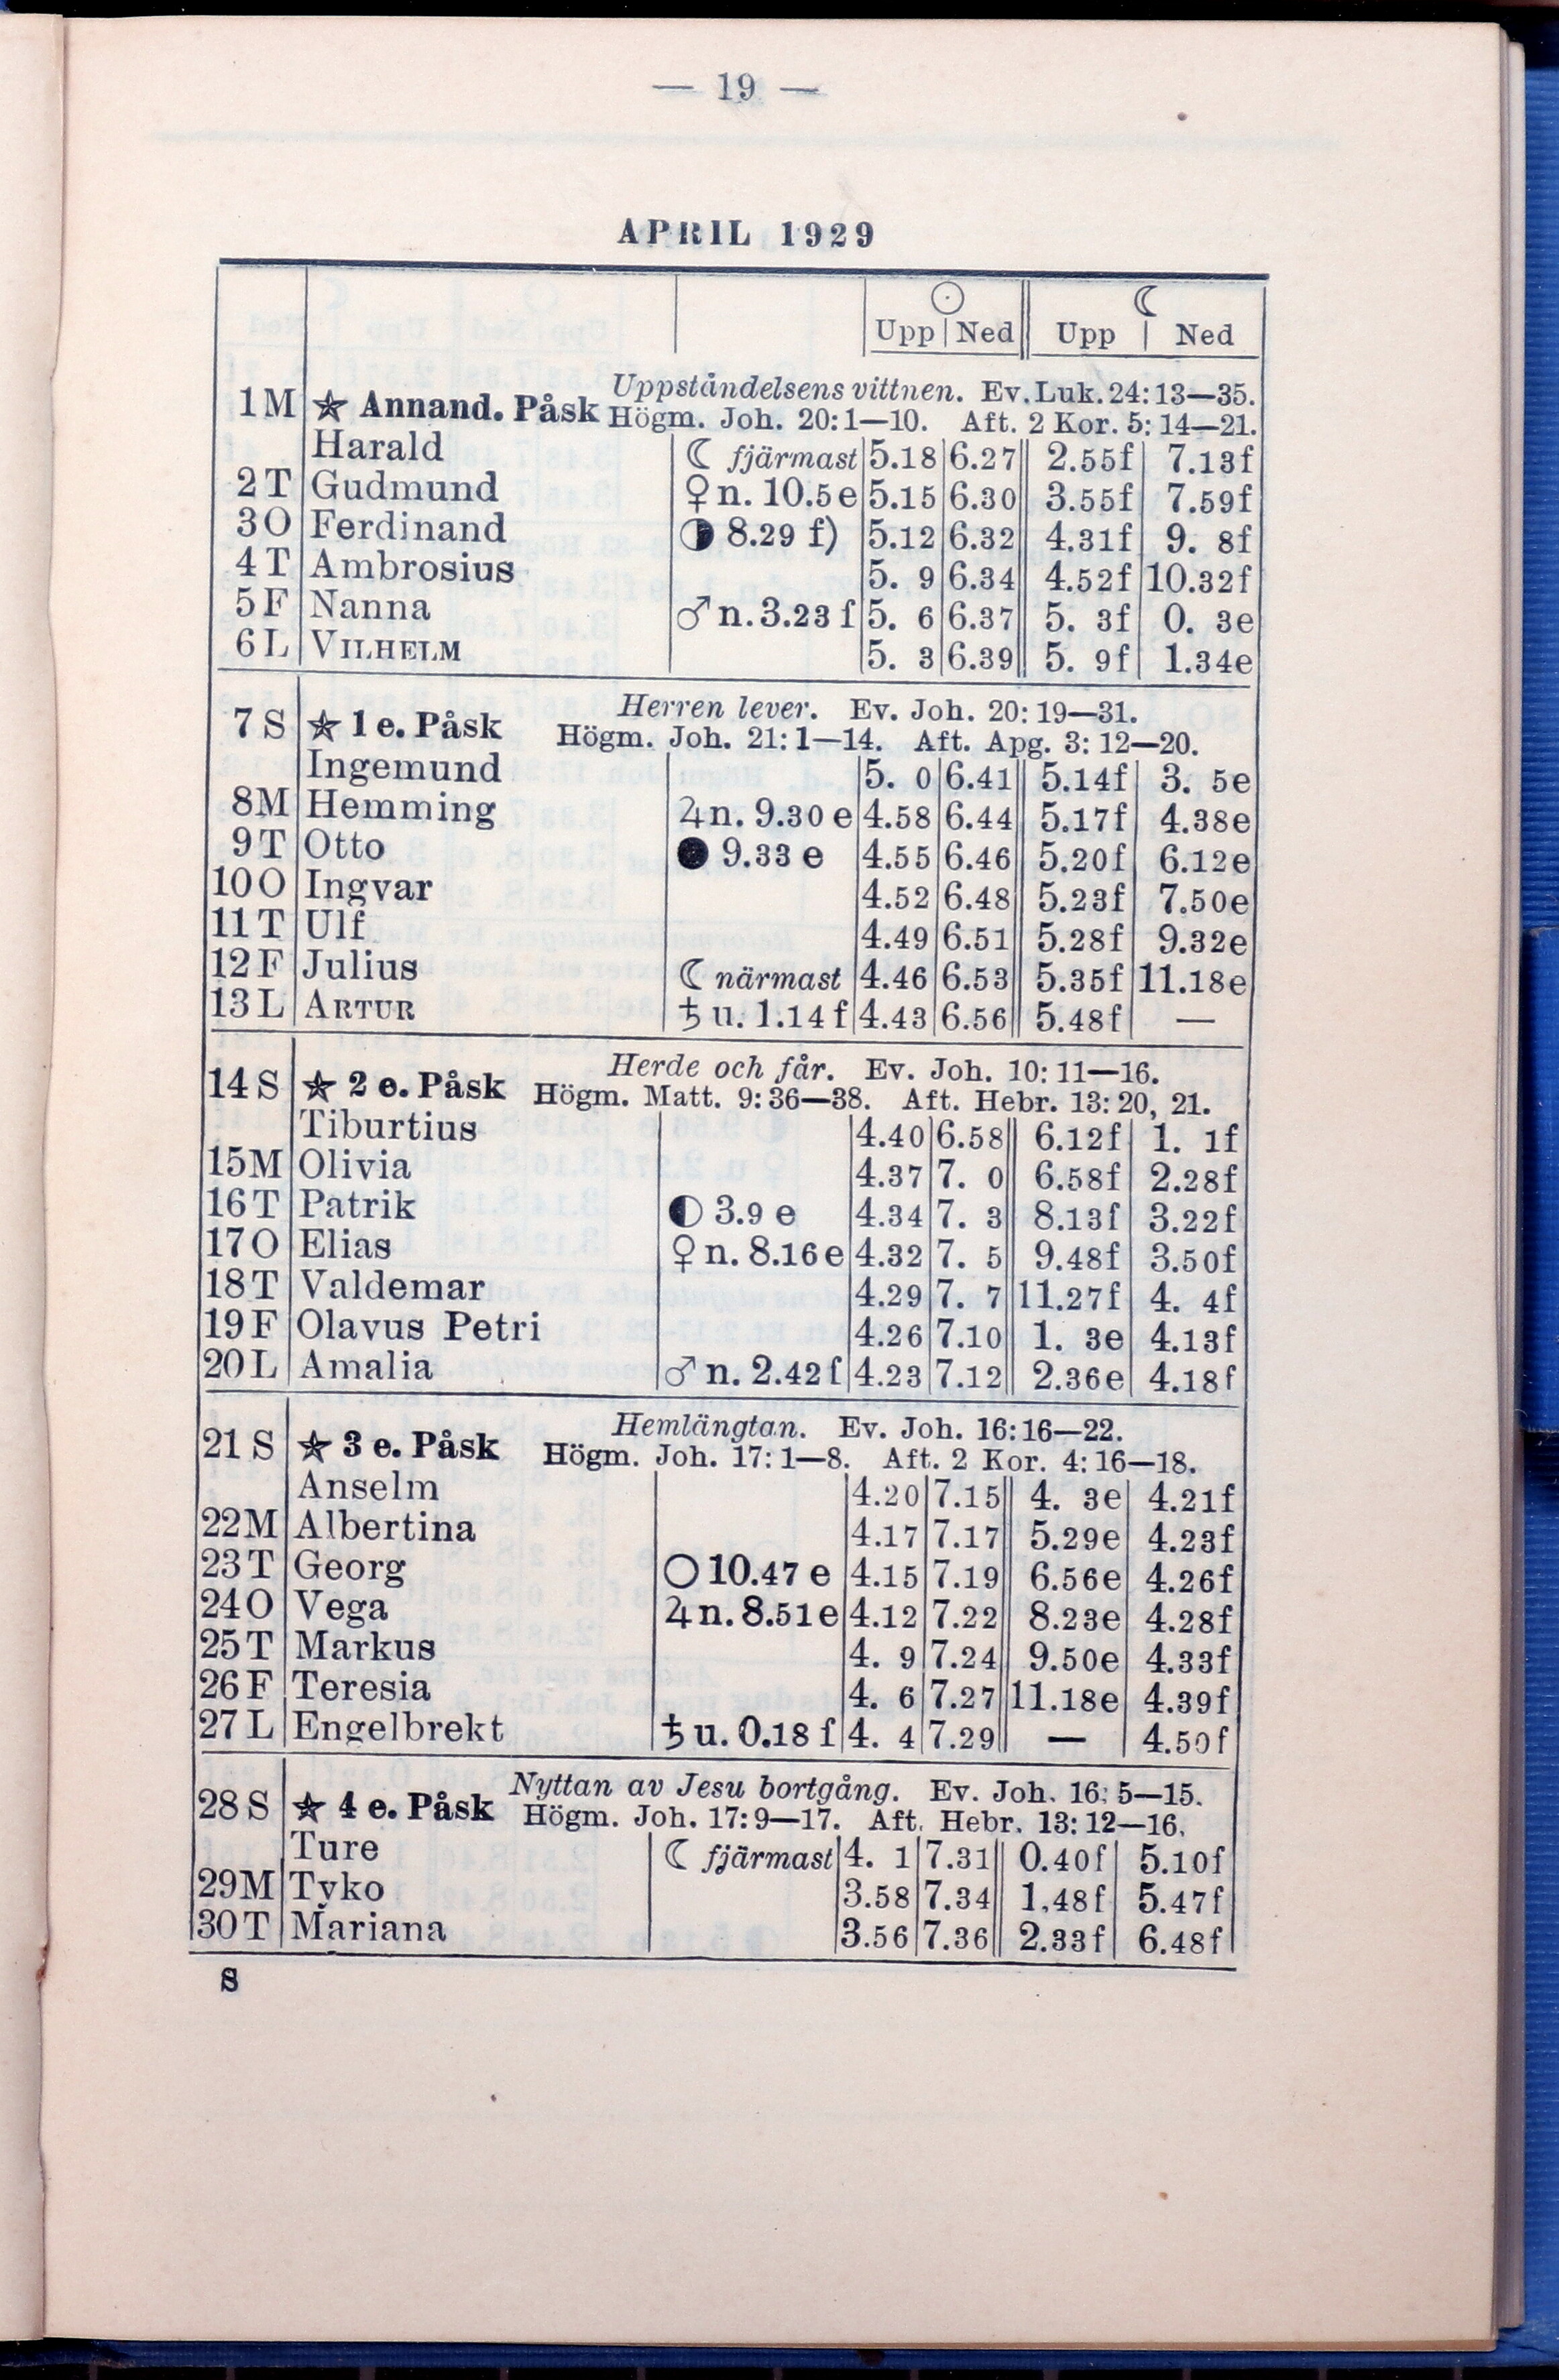 — 19 —
APRIL 1929
☉ ☾
Upp Ned Upp Ned
1 M ★ Annand. Påsk Uppståndelsens vittnen. Ev. Luk. 24: 13—35.
Högm. Joh. 20: 1—10. Aft. 2 Kor. 5: 14—21.
Harald ☾ fjärmast 5.18 6.27 2.55f 7.13f
2 T Gudmund ♀ n. 10.5 e 5.15 6.30 3.55f 7.59f
3 O Ferdinand ◑ 8.29 f) 5.12 6.32 4.31f 9. 8f
4 T Ambrosius 5. 9 6.34 4.52f 10.32f
5 F Nanna ♂ n. 3.23 f 5. 6 6.37 5. 3f 0. 3e
6 L VILHELM 5. 3 6.39 5. 9f 1.34e
7 S ★ 1 e. Påsk Herren lever. Ev. Joh. 20: 19—31.
Högm. Joh. 21: 1—14. Aft. Apg. 3: 12—20.
Ingemund 5. 0 6.41 5.14f 3. 5e
8 M Hemming ♃ n. 9.30 e 4.58 6.44 5.17f 4.38e
9 T Otto ● 9.33 e 4.55 6.46 5.20f 6.12e
10 O Ingvar 4.52 6.48 5.23f 7.50e
11 T Ulf 4.49 6.51 5.28f 9.32e
12 F Julius ☾ närmast 4.46 6.53 5.35f 11.18e
13 L ARTUR ♄ u. 1.14 f 4.43 6.56 5.48f —
14 S ★ 2 e. Påsk Herde och får. Ev. Joh. 10: 11—16.
Högm. Matt. 9: 36—38. Aft. Hebr. 13: 20, 21.
Tiburtius 4.40 6.58 6.12f 1. 1f
15 M Olivia 4.37 7. 0 6.58f 2.28f
16 T Patrik ◐ 3.9 e 4.34 7. 3 8.13f 3.22f
17 O Elias ♀ n. 8.16 e 4.32 7. 5 9.48f 3.50f
18 T Valdemar 4.29 7. 7 11.27f 4. 4f
19 F Olavus Petri 4.26 7.10 1. 3e 4.13f
20 L Amalia ♂ n. 2.42 f 4.23 7.12 2.36e 4.18f
21 S ★ 3 e. Påsk Hemlängtan. Ev. Joh. 16: 16—22.
Högm. Joh. 17: 1—8. Aft. 2 Kor. 4: 16—18.
Anselm 4.20 7.15 4. 3e 4.21f
22 M Albertina 4.17 7.17 5.29e 4.23f
23 T Georg ○ 10.47 e 4.15 7.19 6.56e 4.26f
24 O Vega ♃ n. 8.51 e 4.12 7.22 8.23e 4.28f
25 T Markus 4. 9 7.24 9.50e 4.33f
26 F Teresia 4. 6 7.27 11.18e 4.39f
27 L Engelbrekt ♄ u. 0.18 f 4. 4 7.29 — 4.50f
28 S ★ 4 e. Påsk Nyttan av Jesu bortgång. Ev. Joh. 16: 5—15.
Högm. Joh. 17: 9—17. Aft. Hebr. 13: 12—16.
Ture ☾ fjärmast 4. 1 7.31 0.40f 5.10f
29 M Tyko 3.58 7.34 1,48f 5.47f
30 T Mariana 3.56 7.36 2.33f 6.48f
8